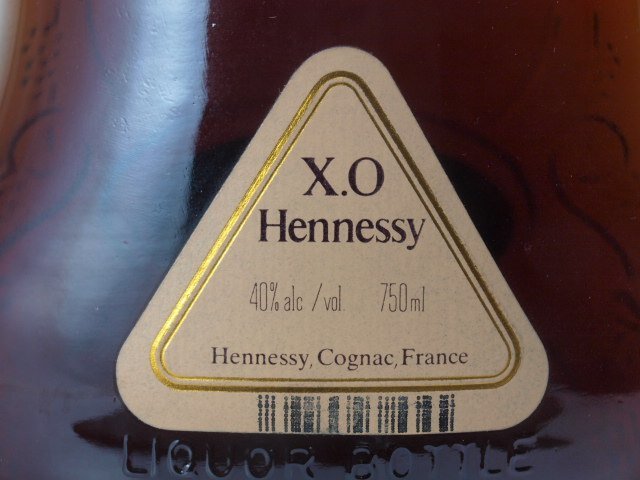 X.O
Hennessy
40% alc /vol. 750ml
Hennessy, Cognac, France
LIQUOR BOTTLE